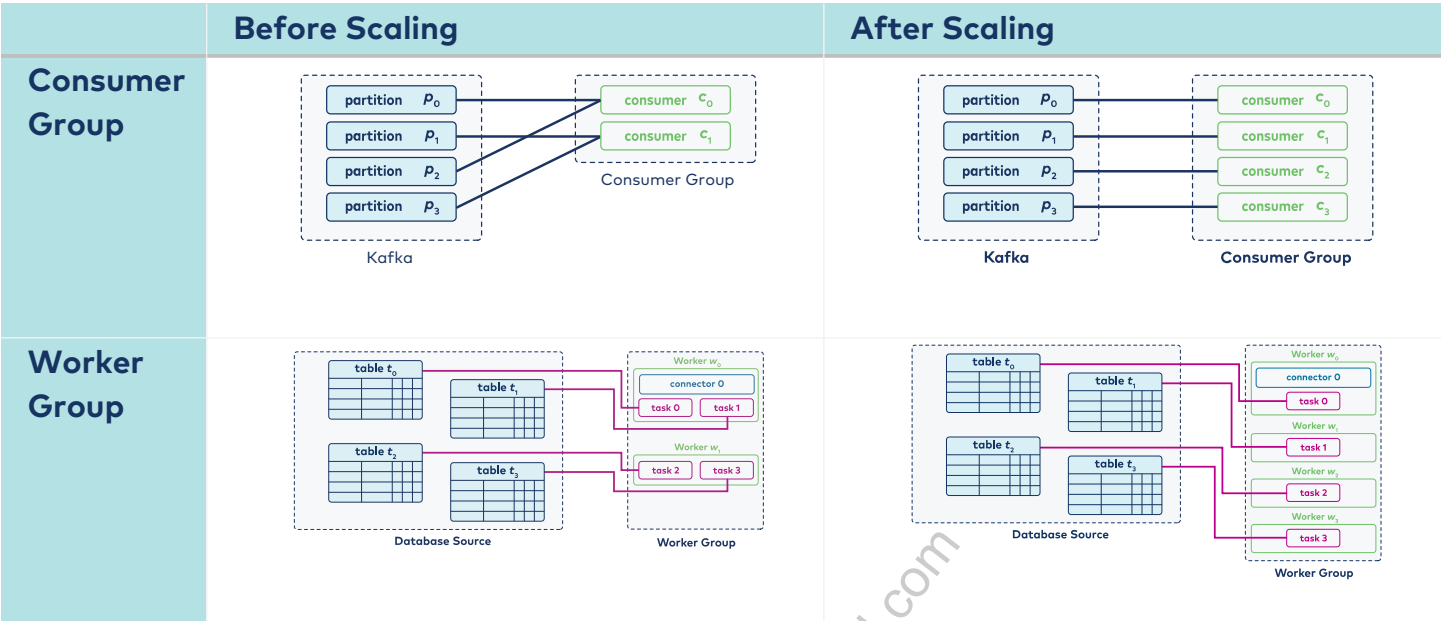 Before Scaling
After Scaling
Consumer
Group
partition p0
partition p1
partition p2
partition p3
Kafka
consumer c0
consumer c1
Consumer Group
partition p0
partition p1
partition p2
partition p3
Kafka
consumer c0
consumer c1
consumer c2
consumer c3
Consumer Group
Worker
Group
table t0
table t1
table t2
table t3
Database Source
Worker w0
connector 0
task 0 task 1
Worker w1
task 2 task 3
Worker Group
table t0
table t1
table t2
table t3
Database Source
Worker w0
connector 0
task 0
Worker w1
task 1
Worker w2
task 2
Worker w3
task 3
Worker Group
.com